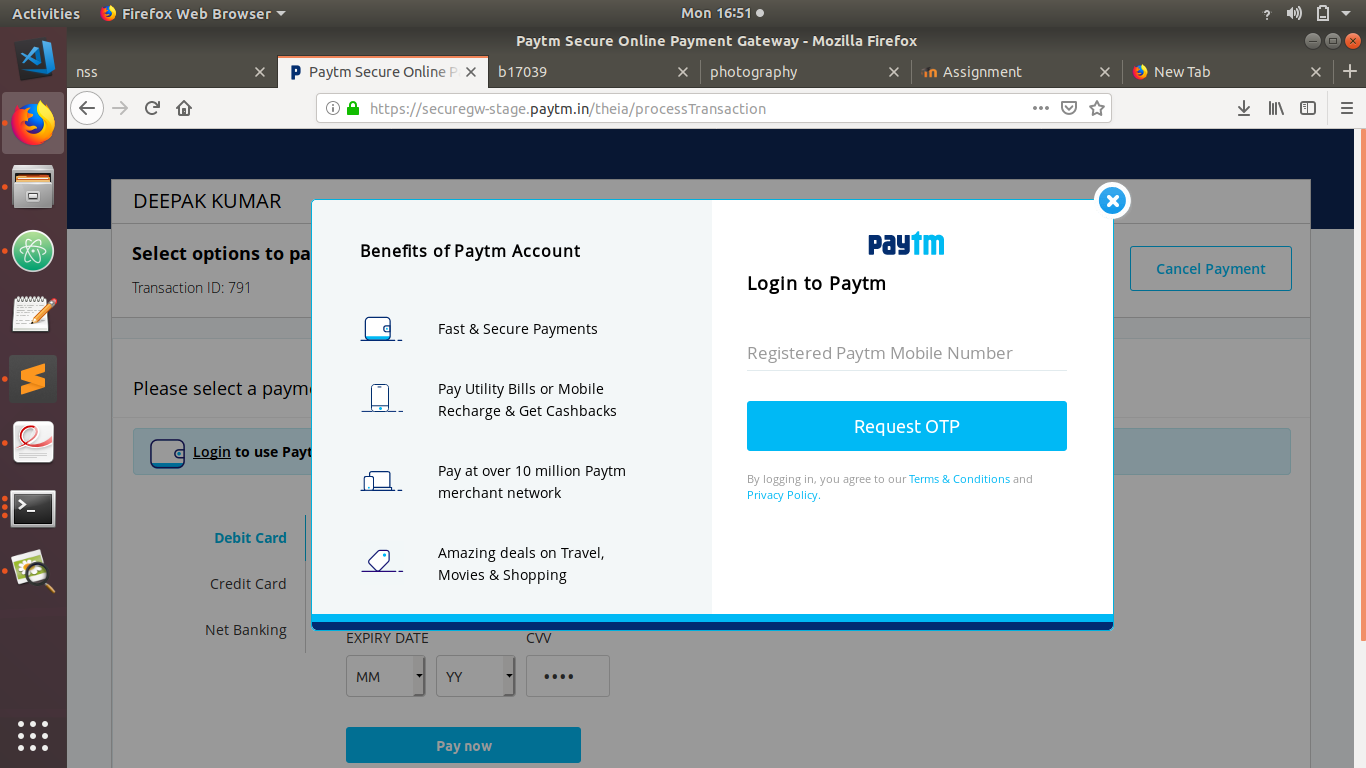 Activities Firefox Web Browser Mon 16:51 ?
Paytm Secure Online Payment Gateway - Mozilla Firefox
nss Paytm Secure Online P b17039 photography Assignment New Tab
https://securegw-stage.paytm.in/theia/processTransaction
DEEPAK KUMAR
Select options to pa
Transaction ID: 791
Cancel Payment
Please select a paym
Login to use Payt
Debit Card
Credit Card
Net Banking
Benefits of Paytm Account
Fast & Secure Payments
Pay Utility Bills or Mobile
Recharge & Get Cashbacks
Pay at over 10 million Paytm
merchant network
Amazing deals on Travel,
Movies & Shopping
paytm
Login to Paytm
Registered Paytm Mobile Number
Request OTP
By logging in, you agree to our Terms & Conditions and
Privacy Policy.
EXPIRY DATE CVV
MM YY ••••
Pay now